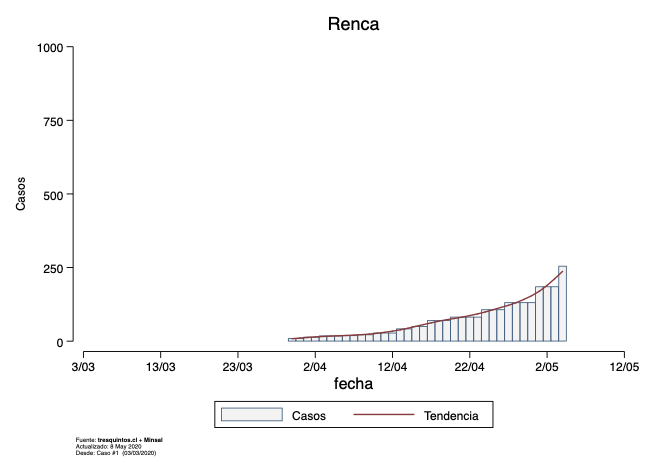 Renca
1000
750
500
250
0
Casos
3/03 13/03 23/03 2/04 12/04 22/04 2/05 12/05
fecha
Casos Tendencia
Fuente: tresquintos.cl + Minsal
Actualizado: 8 May 2020
Desde: Caso #1 (03/03/2020)